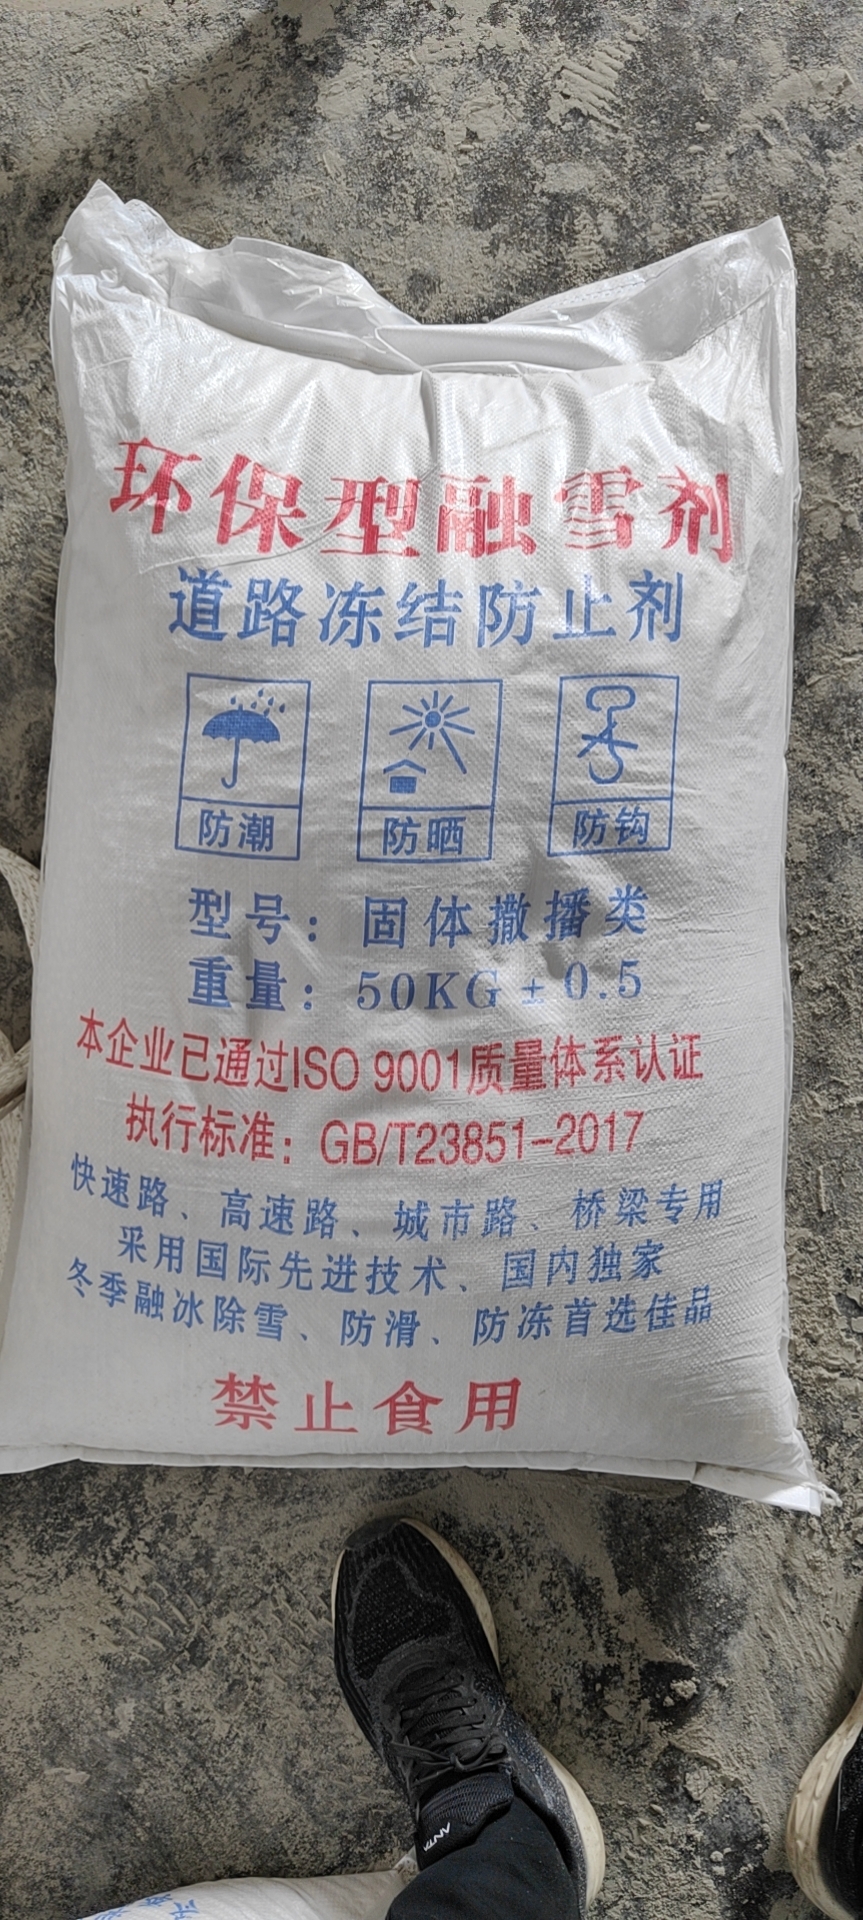 环保型融雪剂
道路冻结防止剂
防潮 防晒 防钩
型号：固体撒播类
重量：50KG±0.5
本企业已通过ISO 9001质量体系认证
执行标准：GB/T23851-2017
快速路、高速路、城市路、桥梁专用
采用国际先进技术、国内独家
冬季融冰除雪、防滑、防冻首选佳品
禁止食用
ANTA